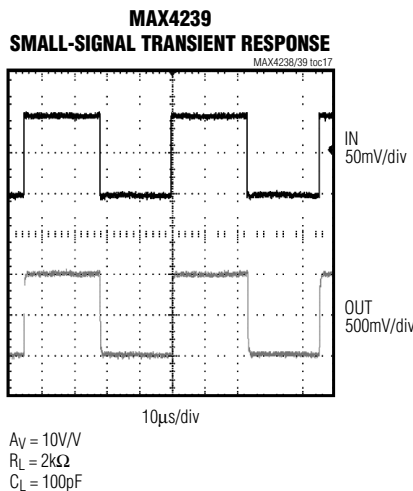 MAX4239
SMALL-SIGNAL TRANSIENT RESPONSE
MAX4238/39 toc17
IN
50mV/div
OUT
500mV/div
10μs/div
AV = 10V/V
RL = 2kΩ
CL = 100pF